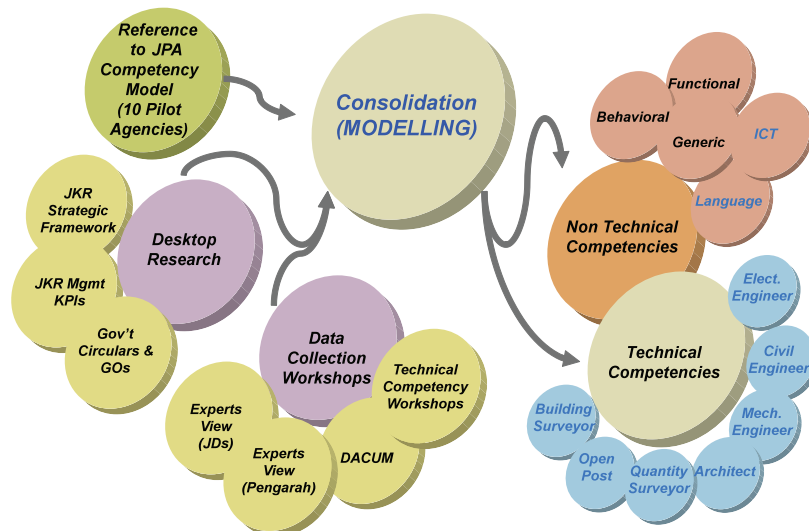 Reference
to JPA
Competency
Model
(10 Pilot
Agencies)
Consolidation
(MODELLING)
Functional
Behavioral
Generic
ICT
Language
Non Technical
Competencies
JKR
Strategic
Framework
Desktop
Research
JKR Mgmt
KPIs
Gov't
Circulars &
GOs
Data
Collection
Workshops
Technical
Competency
Workshops
Experts
View
(JDs)
Experts
View
(Pengarah)
DACUM
Technical
Competencies
Elect.
Engineer
Civil
Engineer
Mech.
Engineer
Architect
Quantity
Surveyor
Open
Post
Building
Surveyor